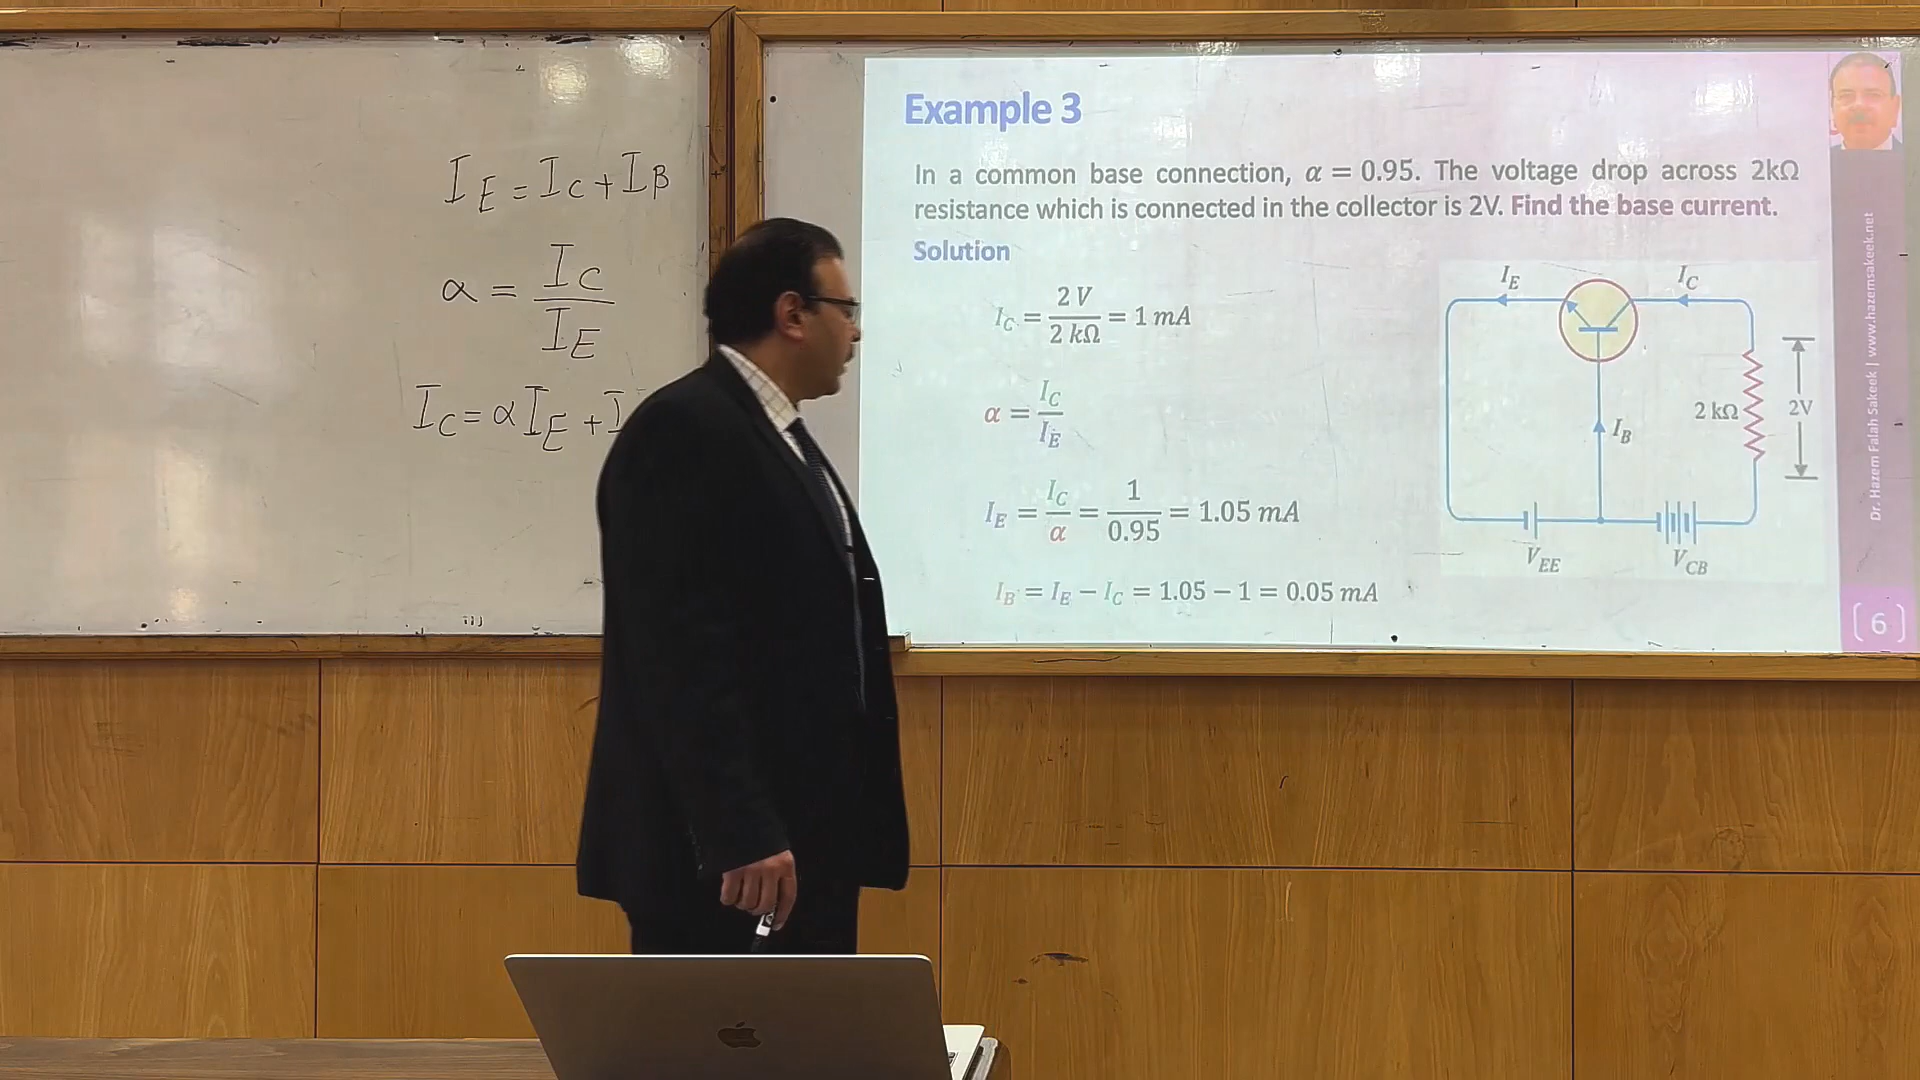 I_E = I_C + I_B
α = I_C / I_E
I_C = α I_E + I
Example 3
In a common base connection, α = 0.95. The voltage drop across 2kΩ
resistance which is connected in the collector is 2V. Find the base current.
Solution
I_C = 2 V / 2 kΩ = 1 mA
α = I_C / I_E
I_E = I_C / α = 1 / 0.95 = 1.05 mA
I_B = I_E − I_C = 1.05 − 1 = 0.05 mA
I_E
I_C
2 kΩ
2V
I_B
V_EE
V_CB
Dr. Hazem Falah Sakeek | www.hazemsakeek.net
[ 6 ]